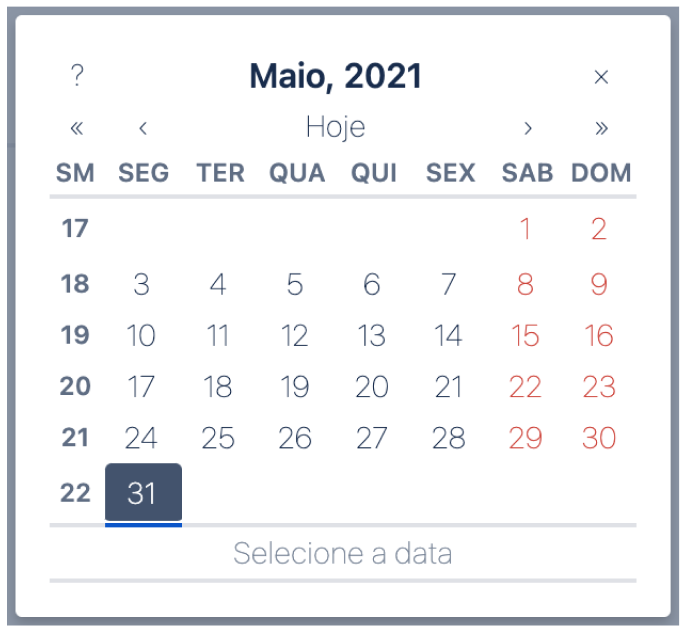 ? Maio, 2021 ×
« ‹ Hoje › »
SM SEG TER QUA QUI SEX SAB DOM
17 1 2
18 3 4 5 6 7 8 9
19 10 11 12 13 14 15 16
20 17 18 19 20 21 22 23
21 24 25 26 27 28 29 30
22 31
Selecione a data